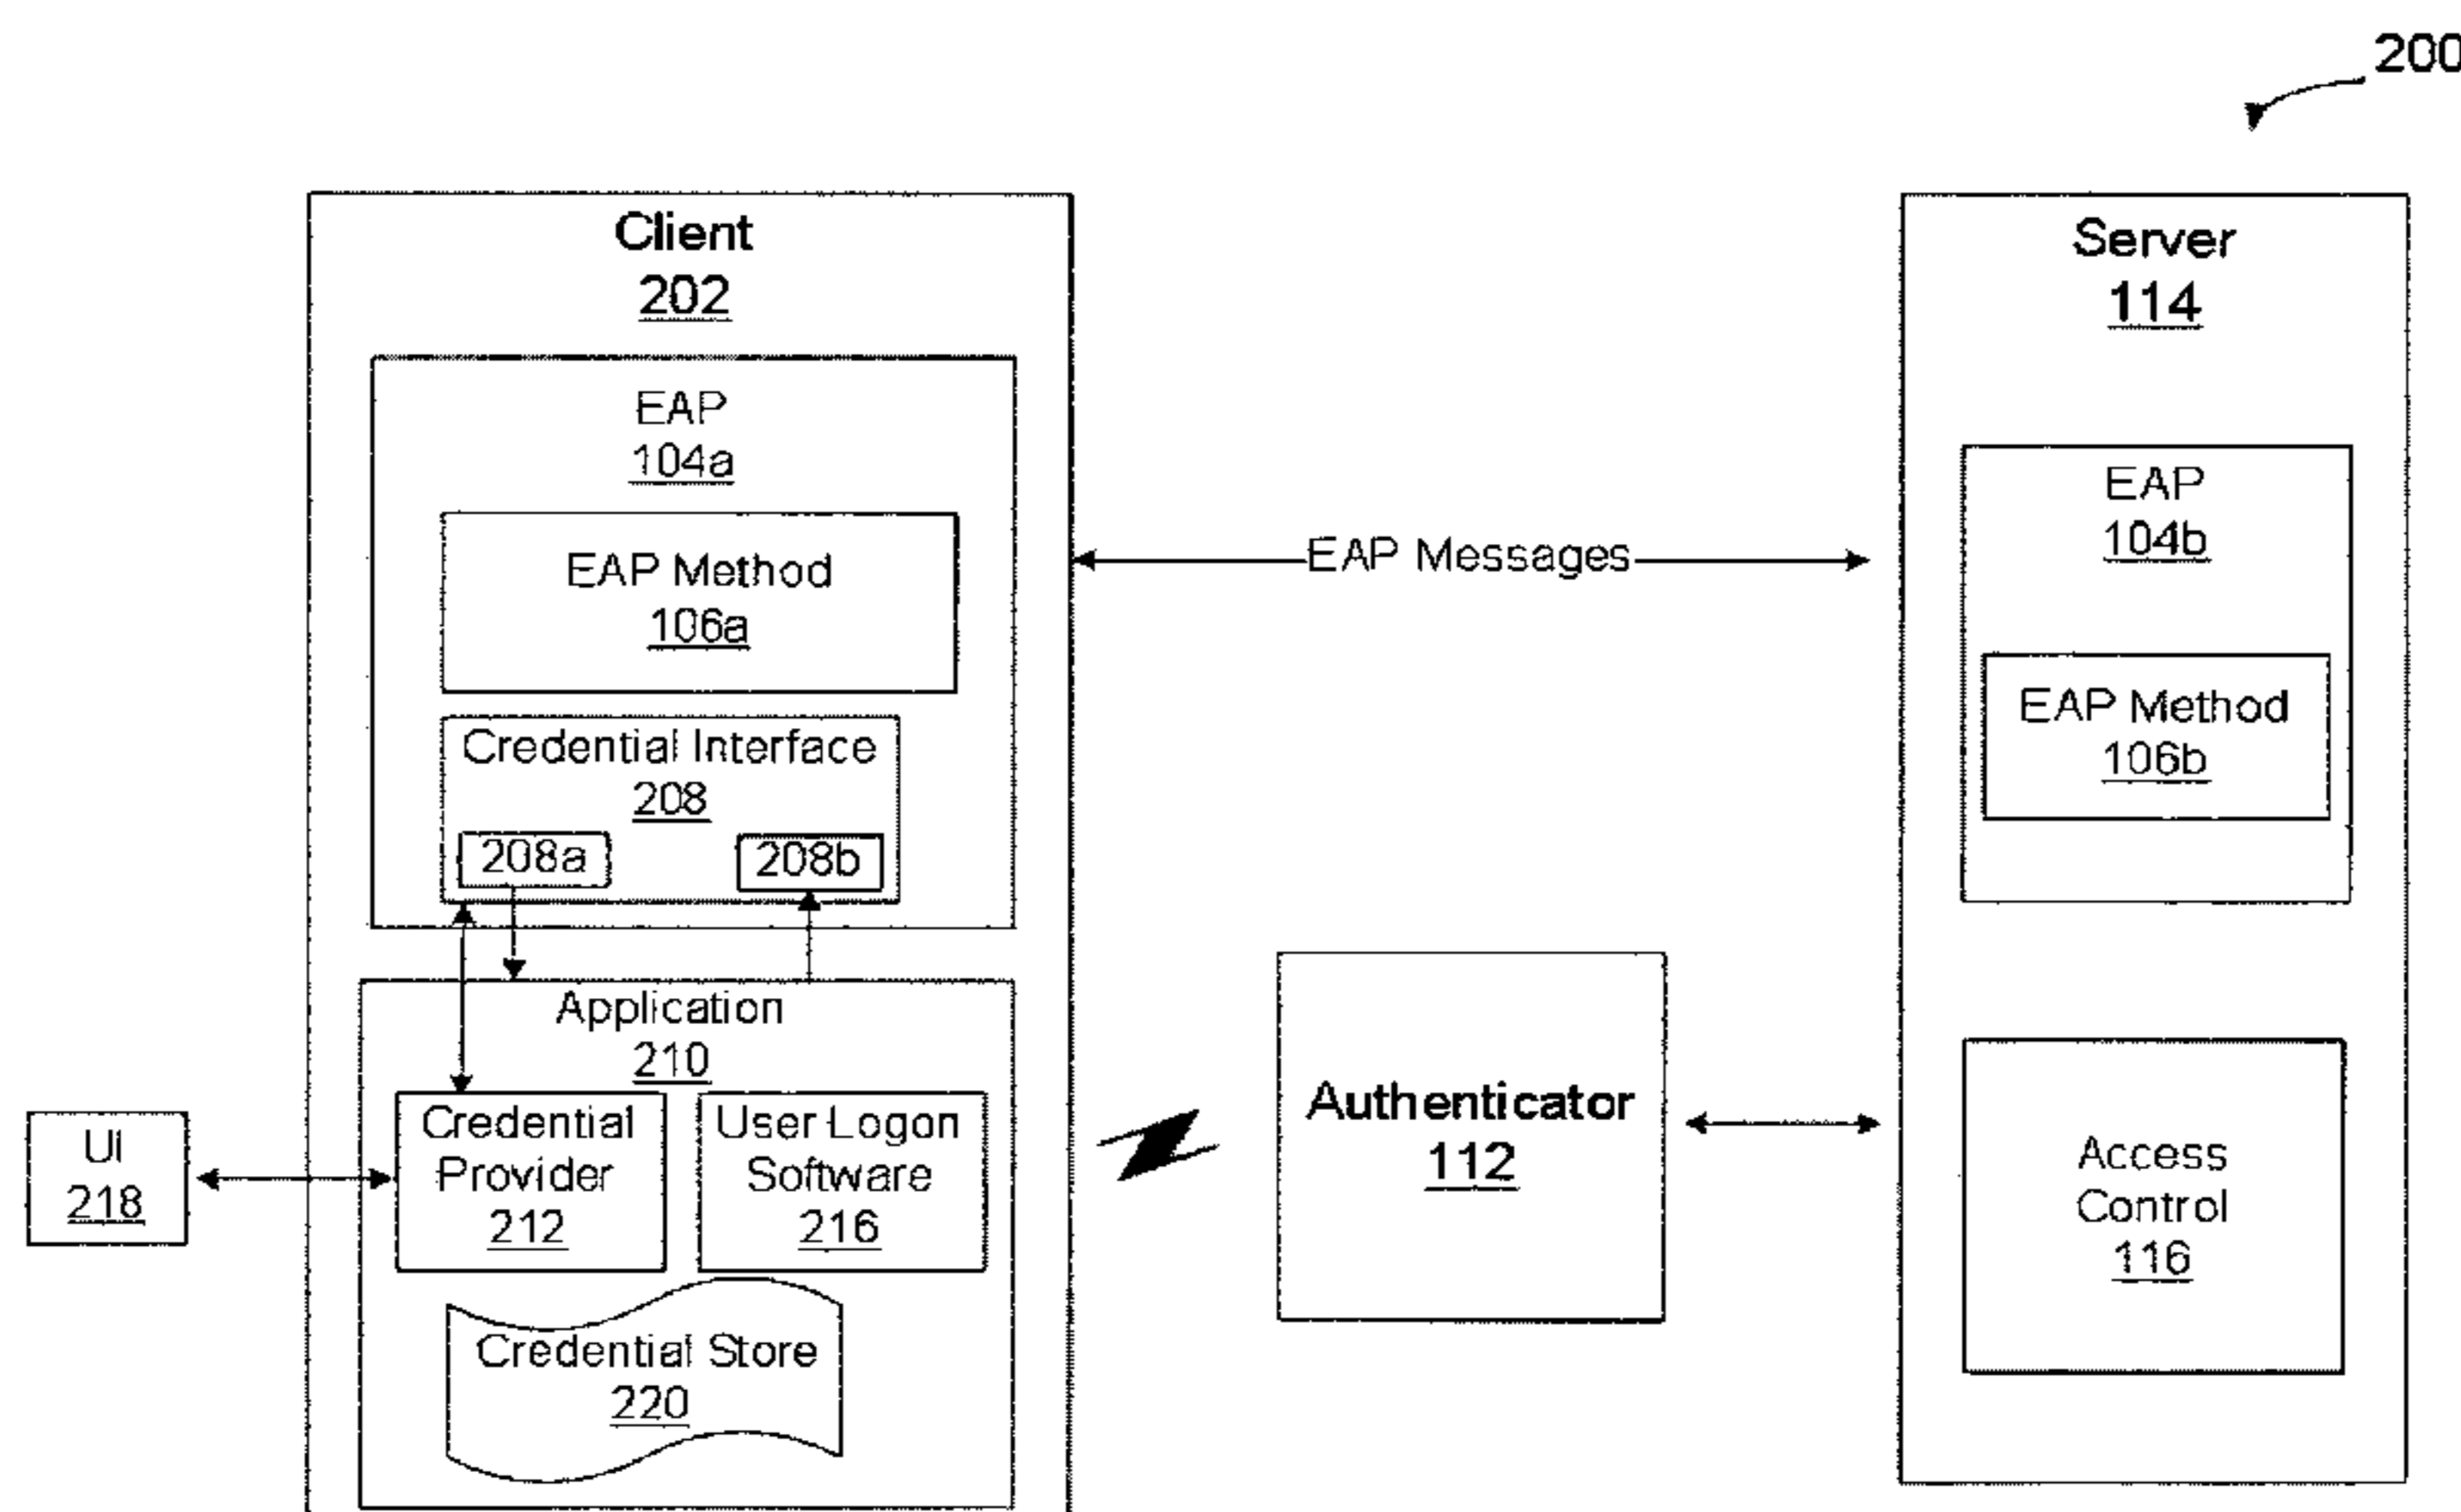 200
Client
202
EAP
104a
EAP Method
106a
Credential Interface
208
208a
208b
Application
210
Credential
Provider
212
User Logon
Software
216
Credential Store
220
UI
218
EAP Messages
Authenticator
112
Server
114
EAP
104b
EAP Method
106b
Access
Control
116